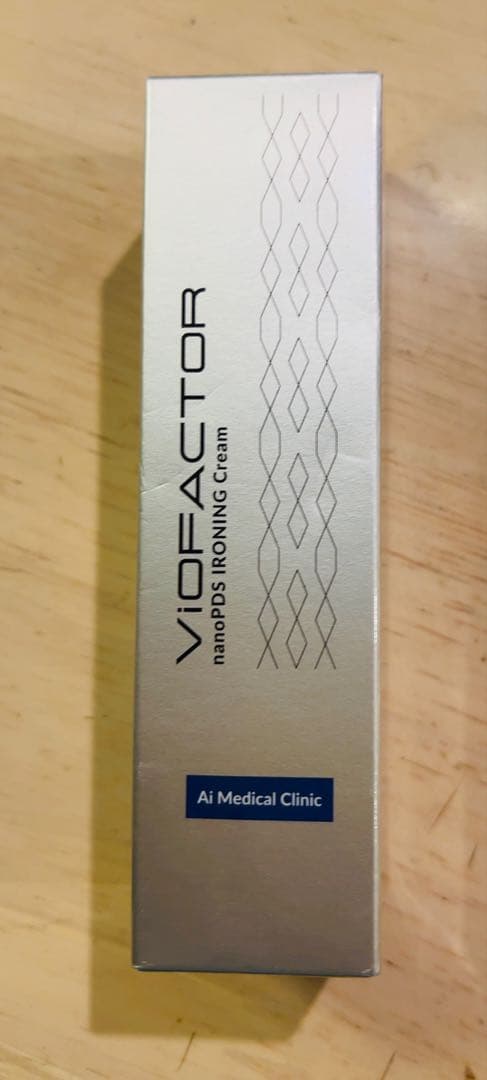 ViOFACTOR
nanoPDS IRONING Cream
Ai Medical Clinic